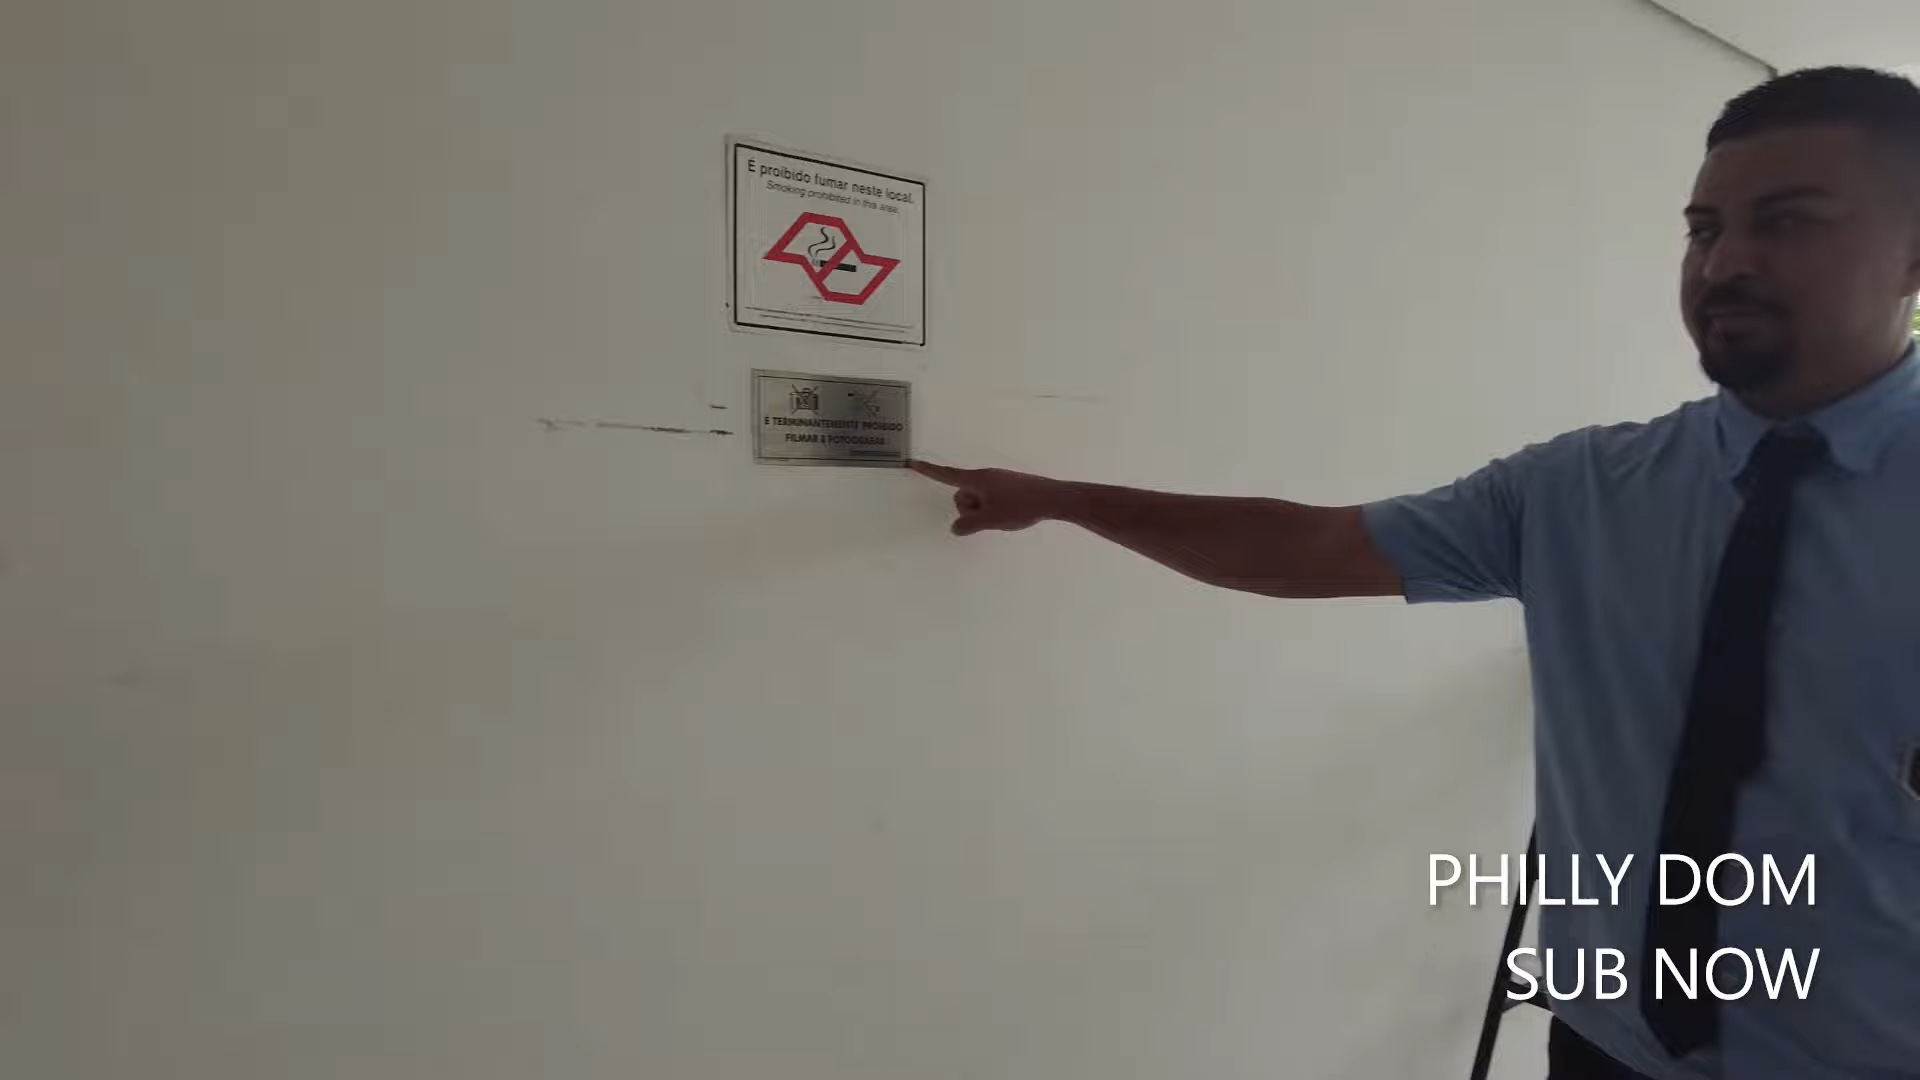 É proibido fumar neste local.
Smoking prohibited in this area.
É TERMINANTEMENTE PROIBIDO
FILMAR E FOTOGRAFAR
PHILLY DOM
SUB NOW